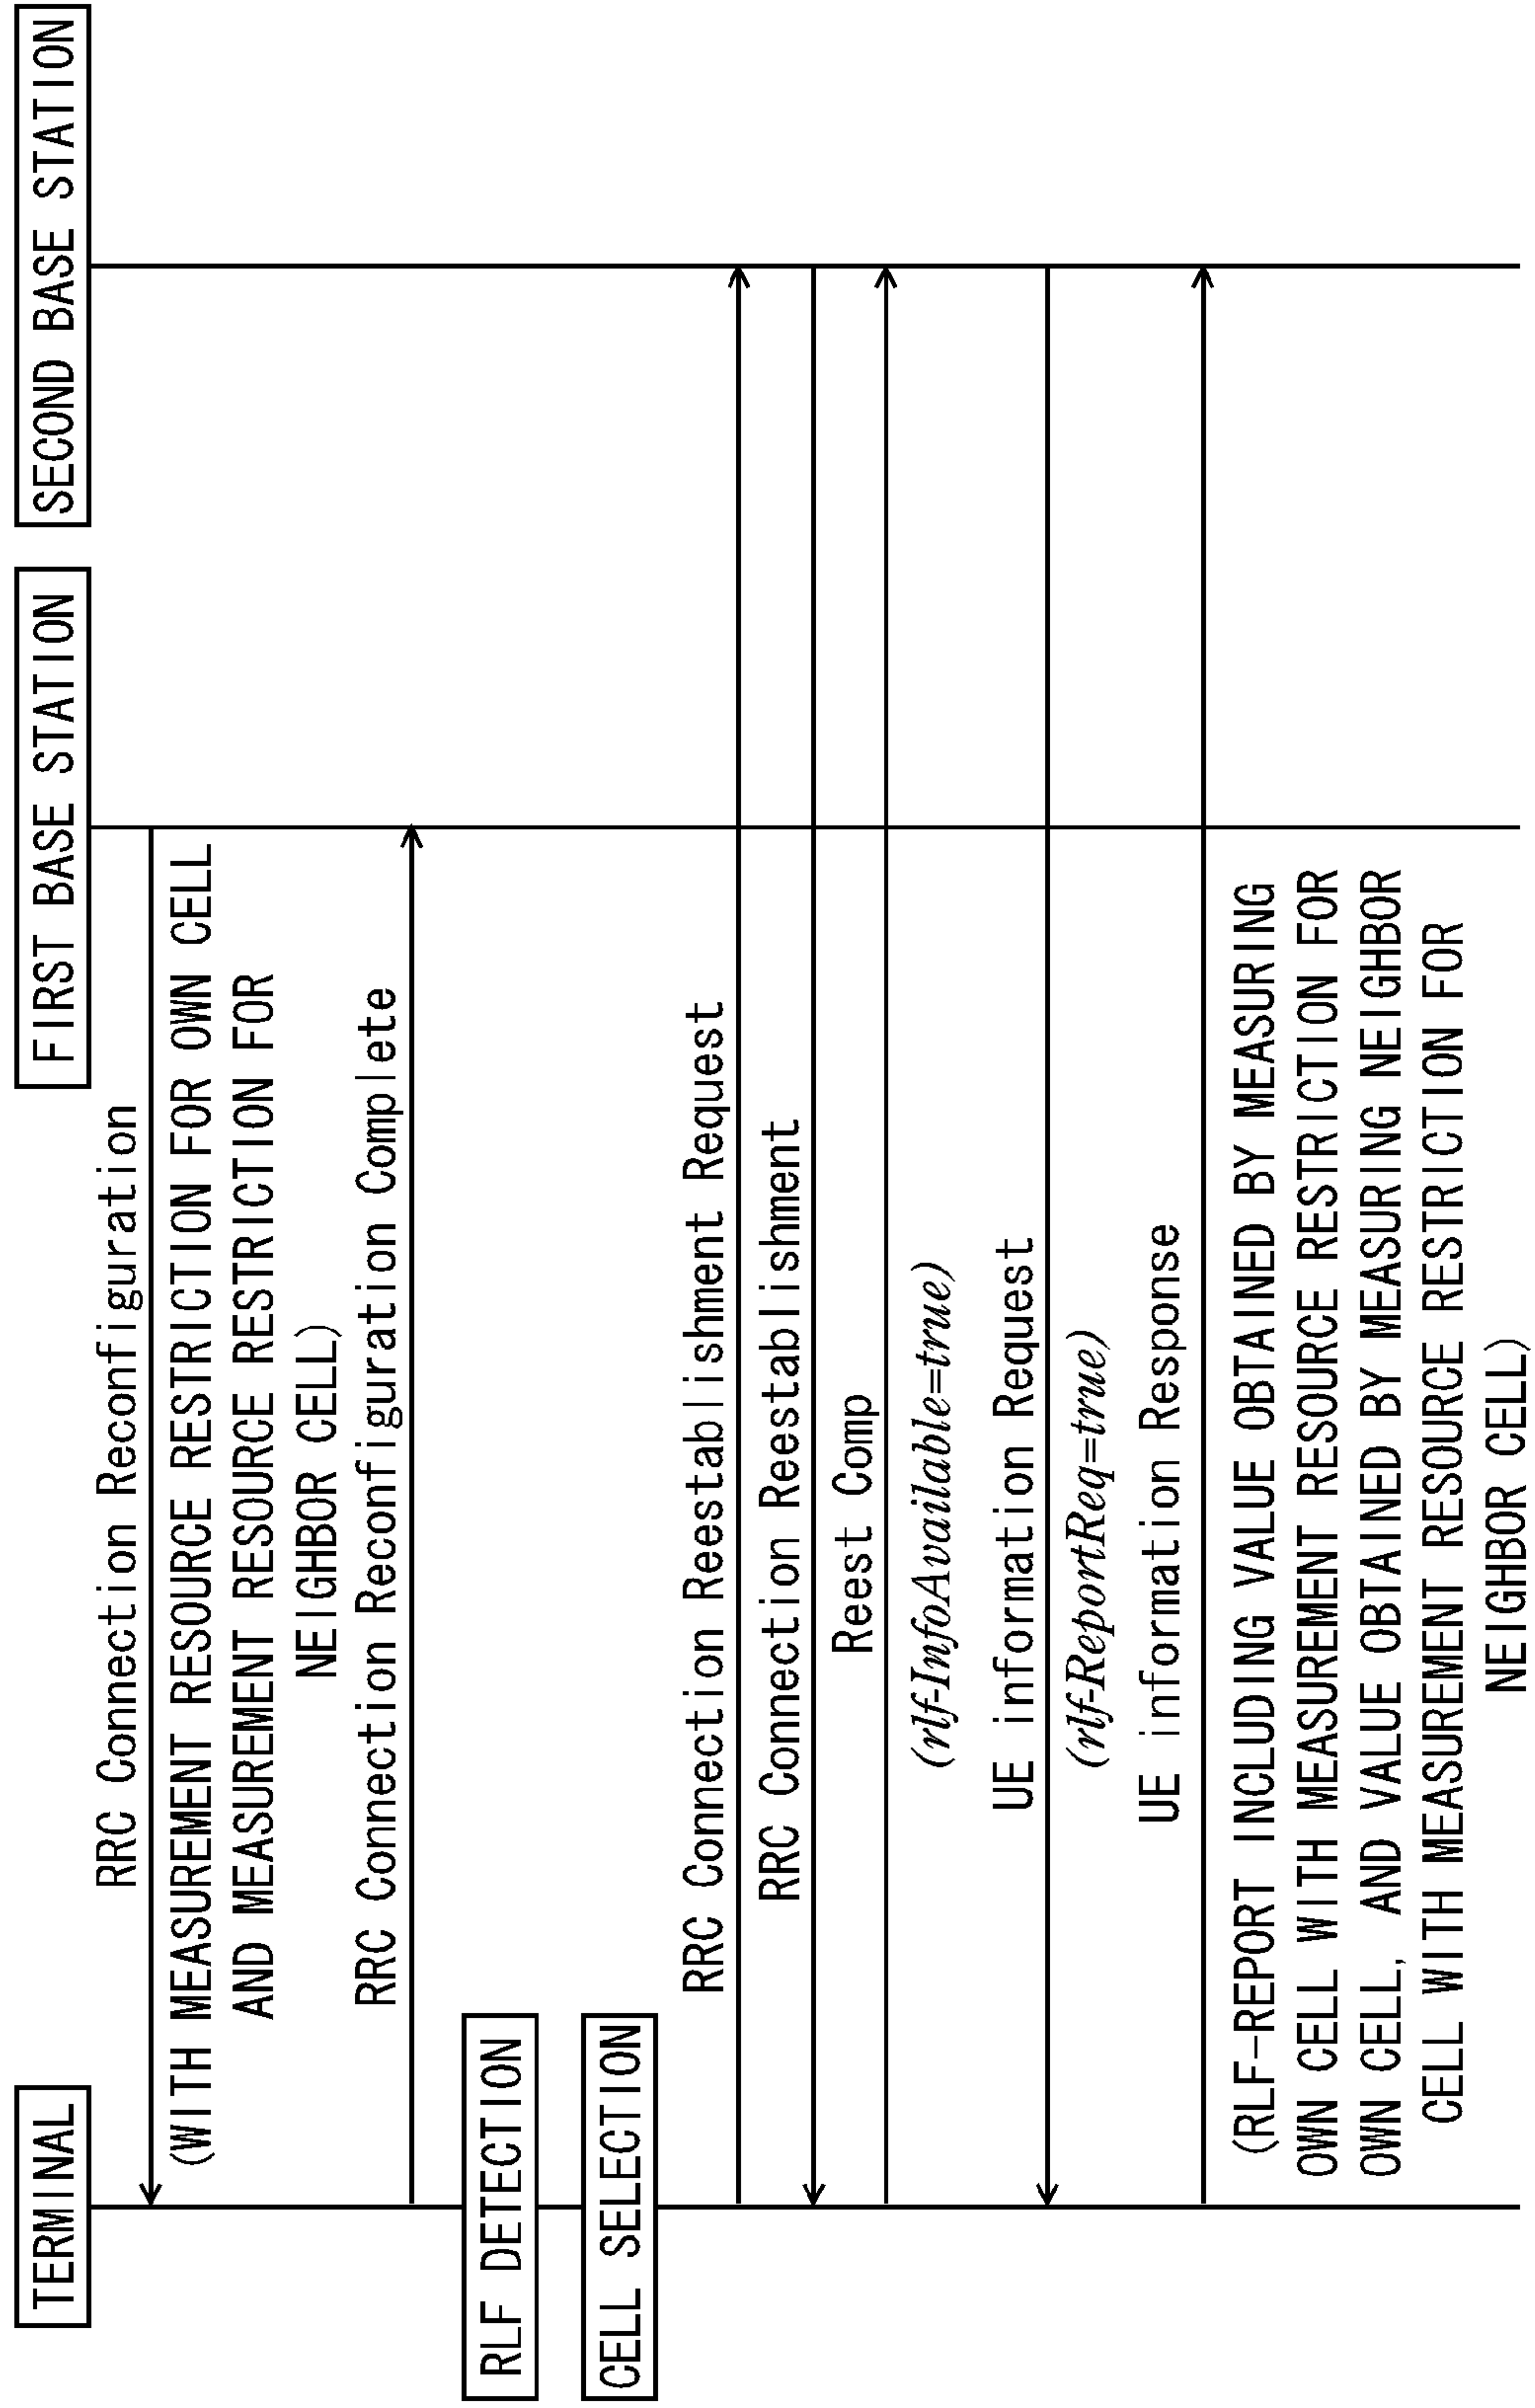 TERMINAL
FIRST BASE STATION
SECOND BASE STATION
RRC Connection Reconfiguration
(WITH MEASUREMENT RESOURCE RESTRICTION FOR OWN CELL
AND MEASUREMENT RESOURCE RESTRICTION FOR
NEIGHBOR CELL)
RRC Connection Reconfiguration Complete
RLF DETECTION
CELL SELECTION
RRC Connection Reestablishment Request
RRC Connection Reestablishment
Reest Comp
(rlf-InfoAvailable=true)
UE information Request
(rlf-ReportReq=true)
UE information Response
(RLF-REPORT INCLUDING VALUE OBTAINED BY MEASURING
OWN CELL WITH MEASUREMENT RESOURCE RESTRICTION FOR
OWN CELL, AND VALUE OBTAINED BY MEASURING NEIGHBOR
CELL WITH MEASUREMENT RESOURCE RESTRICTION FOR
NEIGHBOR CELL)